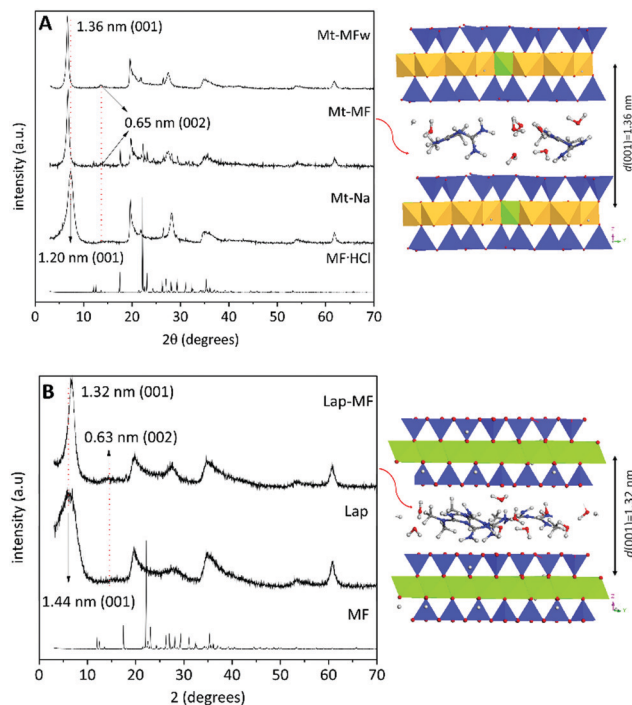 A
1.36 nm (001)
Mt-MFw
Mt-MF
0.65 nm (002)
Mt-Na
1.20 nm (001)
MF·HCl
intensity (a.u.)
0 10 20 30 40 50 60 70
2θ (degrees)
d(001)=1.36 nm
B
1.32 nm (001)
Lap-MF
0.63 nm (002)
Lap
1.44 nm (001)
MF
intensity (a.u)
0 10 20 30 40 50 60 70
2 (degrees)
d(001)=1.32 nm